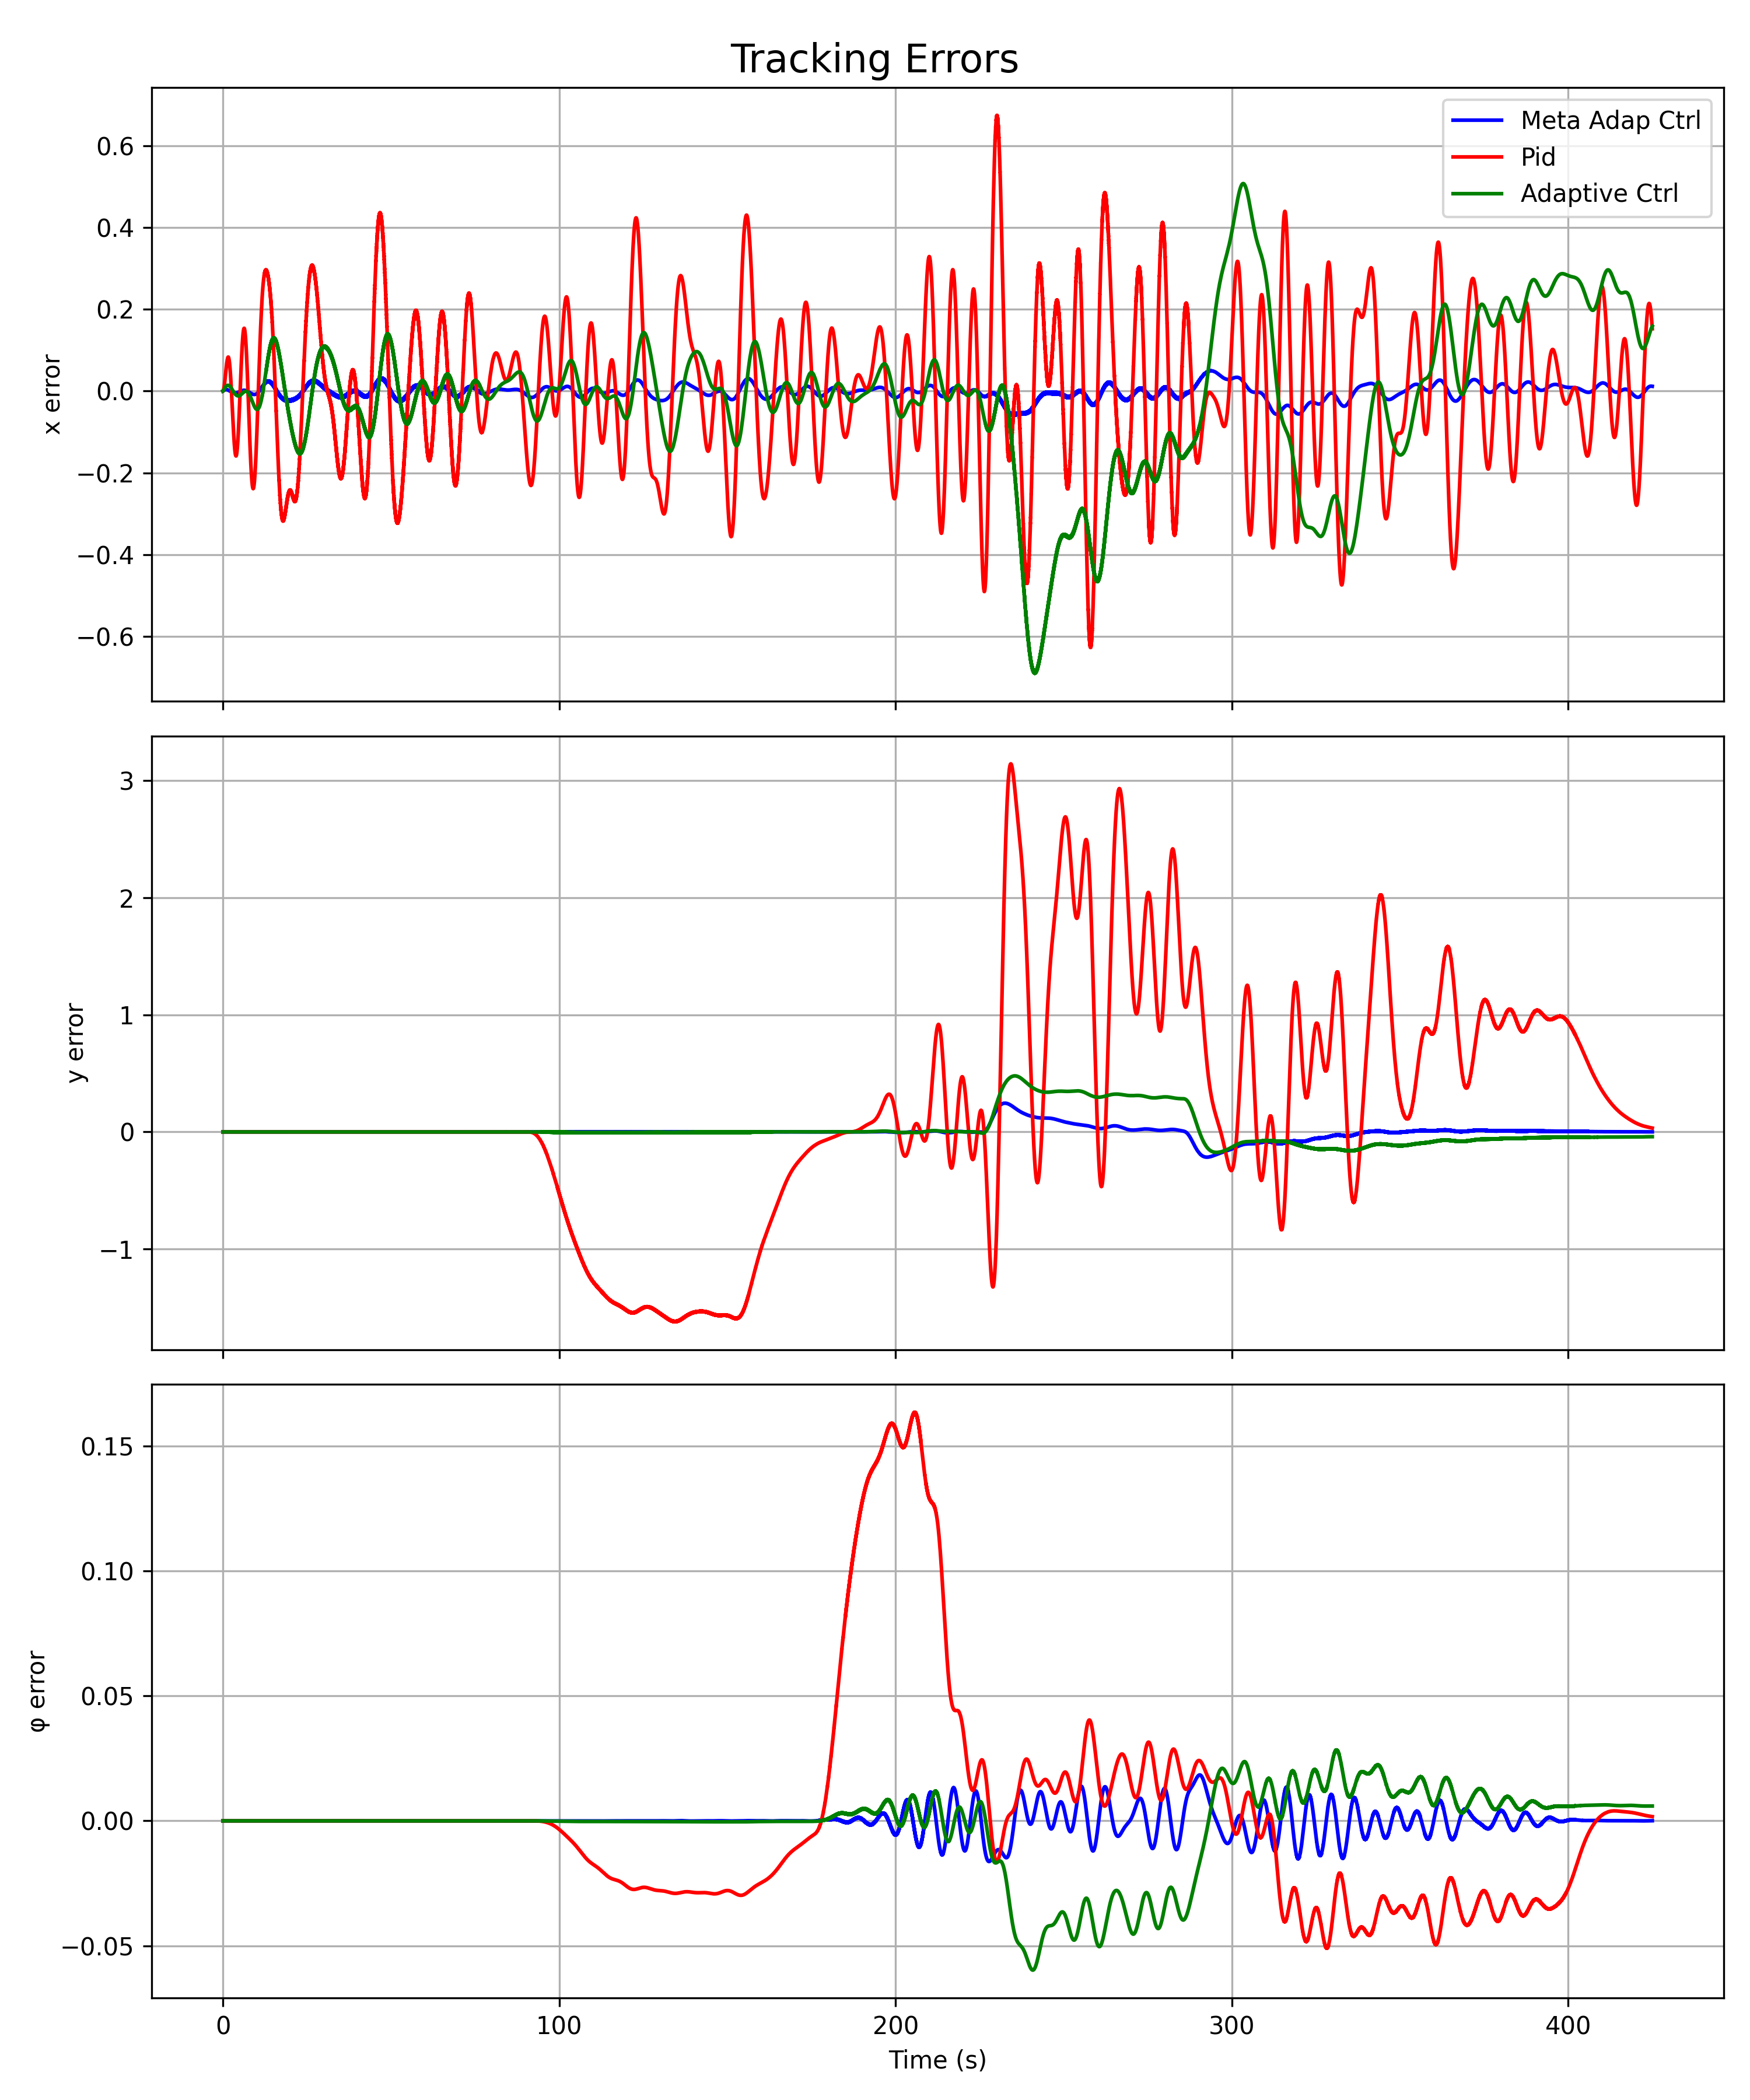 Tracking Errors
Meta Adap Ctrl
Pid
Adaptive Ctrl
x error
0.6
0.4
0.2
0.0
−0.2
−0.4
−0.6
y error
3
2
1
0
−1
φ error
0.15
0.10
0.05
0.00
−0.05
0 100 200 300 400
Time (s)